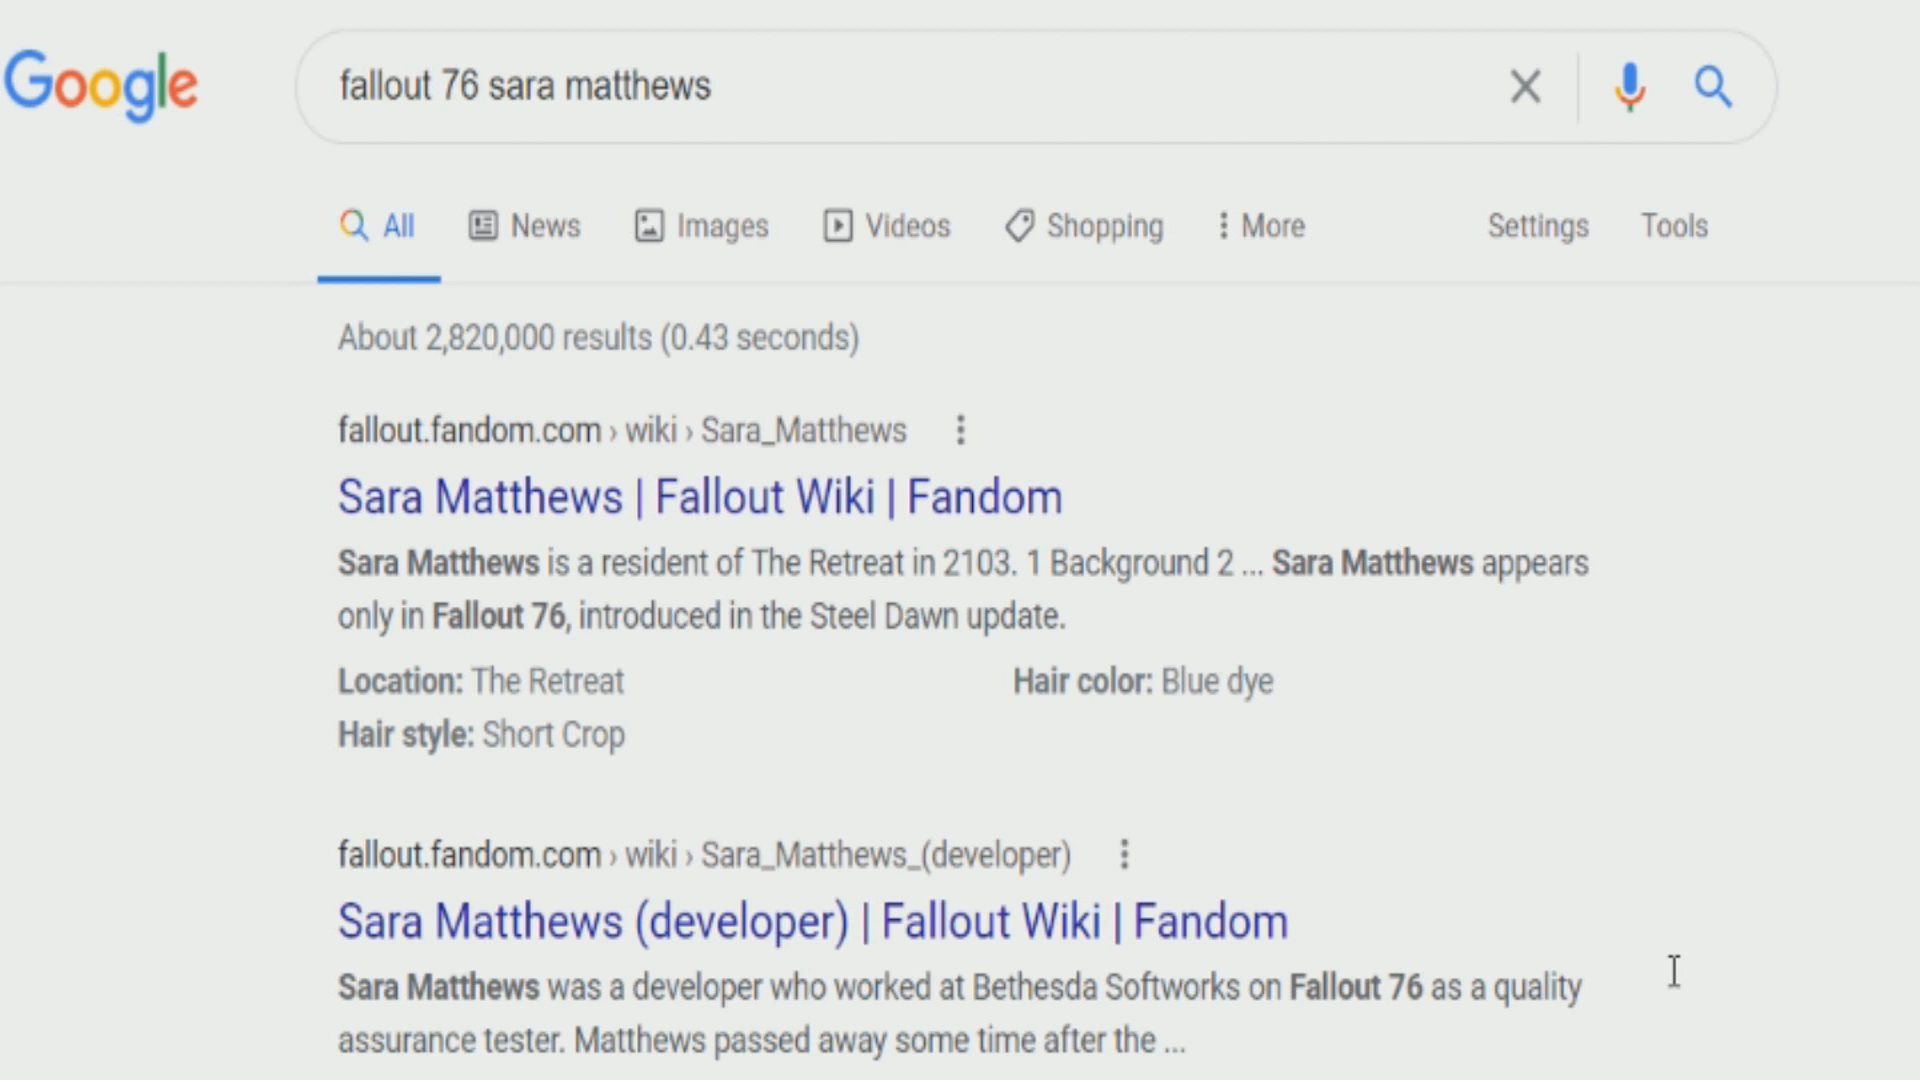 Google
fallout 76 sara matthews
All News Images Videos Shopping More Settings Tools
About 2,820,000 results (0.43 seconds)
fallout.fandom.com › wiki › Sara_Matthews
Sara Matthews | Fallout Wiki | Fandom
Sara Matthews is a resident of The Retreat in 2103. 1 Background 2 ... Sara Matthews appears
only in Fallout 76, introduced in the Steel Dawn update.
Location: The Retreat Hair color: Blue dye
Hair style: Short Crop
fallout.fandom.com › wiki › Sara_Matthews_(developer)
Sara Matthews (developer) | Fallout Wiki | Fandom
Sara Matthews was a developer who worked at Bethesda Softworks on Fallout 76 as a quality
assurance tester. Matthews passed away some time after the ...